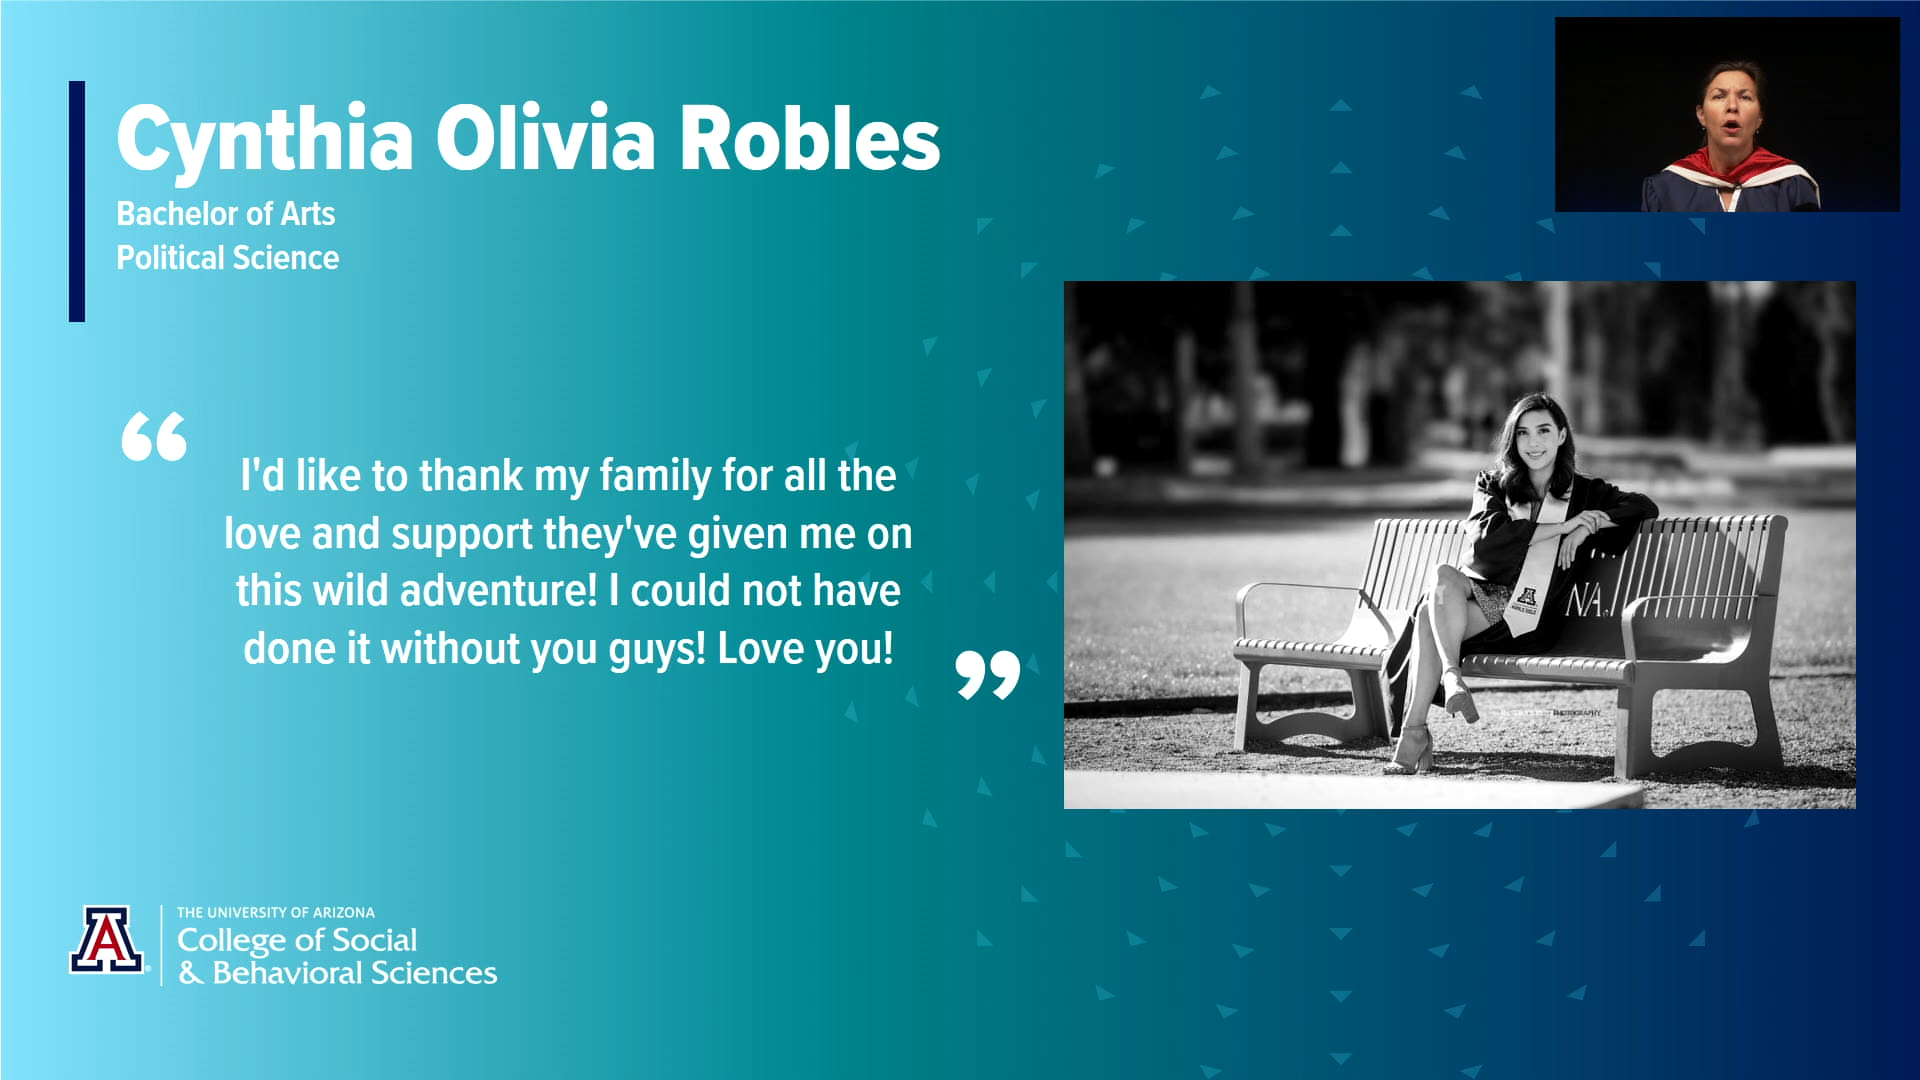 Cynthia Olivia Robles
Bachelor of Arts
Political Science
“
I'd like to thank my family for all the
love and support they've given me on
this wild adventure! I could not have
done it without you guys! Love you!
”
NA
PHOTOGRAPHY
A
THE UNIVERSITY OF ARIZONA
College of Social
& Behavioral Sciences